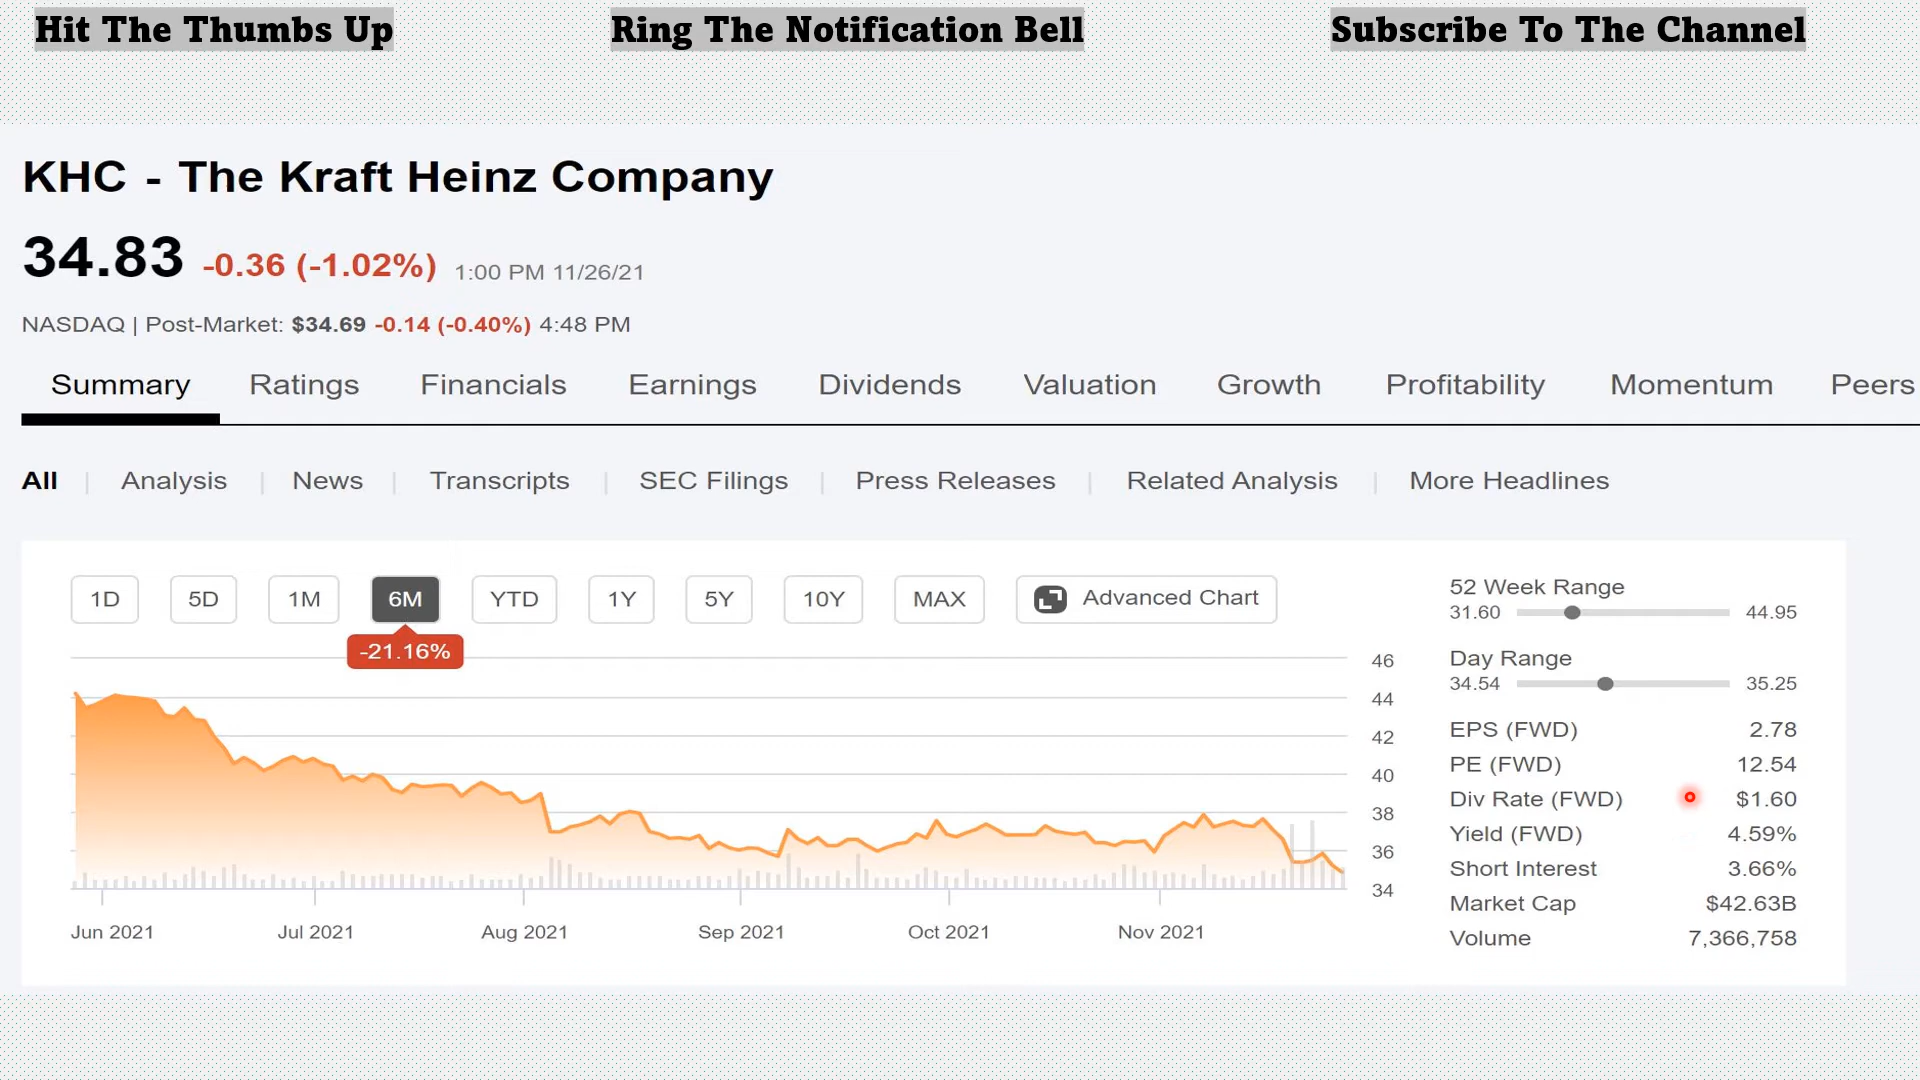 Hit The Thumbs Up Ring The Notification Bell Subscribe To The Channel
KHC - The Kraft Heinz Company
34.83 -0.36 (-1.02%) 1:00 PM 11/26/21
NASDAQ | Post-Market: $34.69 -0.14 (-0.40%) 4:48 PM
Summary Ratings Financials Earnings Dividends Valuation Growth Profitability Momentum Peers
All | Analysis | News | Transcripts | SEC Filings | Press Releases | Related Analysis | More Headlines
1D 5D 1M 6M YTD 1Y 5Y 10Y MAX Advanced Chart
-21.16%
46
44
42
40
38
36
34
Jun 2021 Jul 2021 Aug 2021 Sep 2021 Oct 2021 Nov 2021
52 Week Range
31.60 44.95
Day Range
34.54 35.25
EPS (FWD) 2.78
PE (FWD) 12.54
Div Rate (FWD) $1.60
Yield (FWD) 4.59%
Short Interest 3.66%
Market Cap $42.63B
Volume 7,366,758